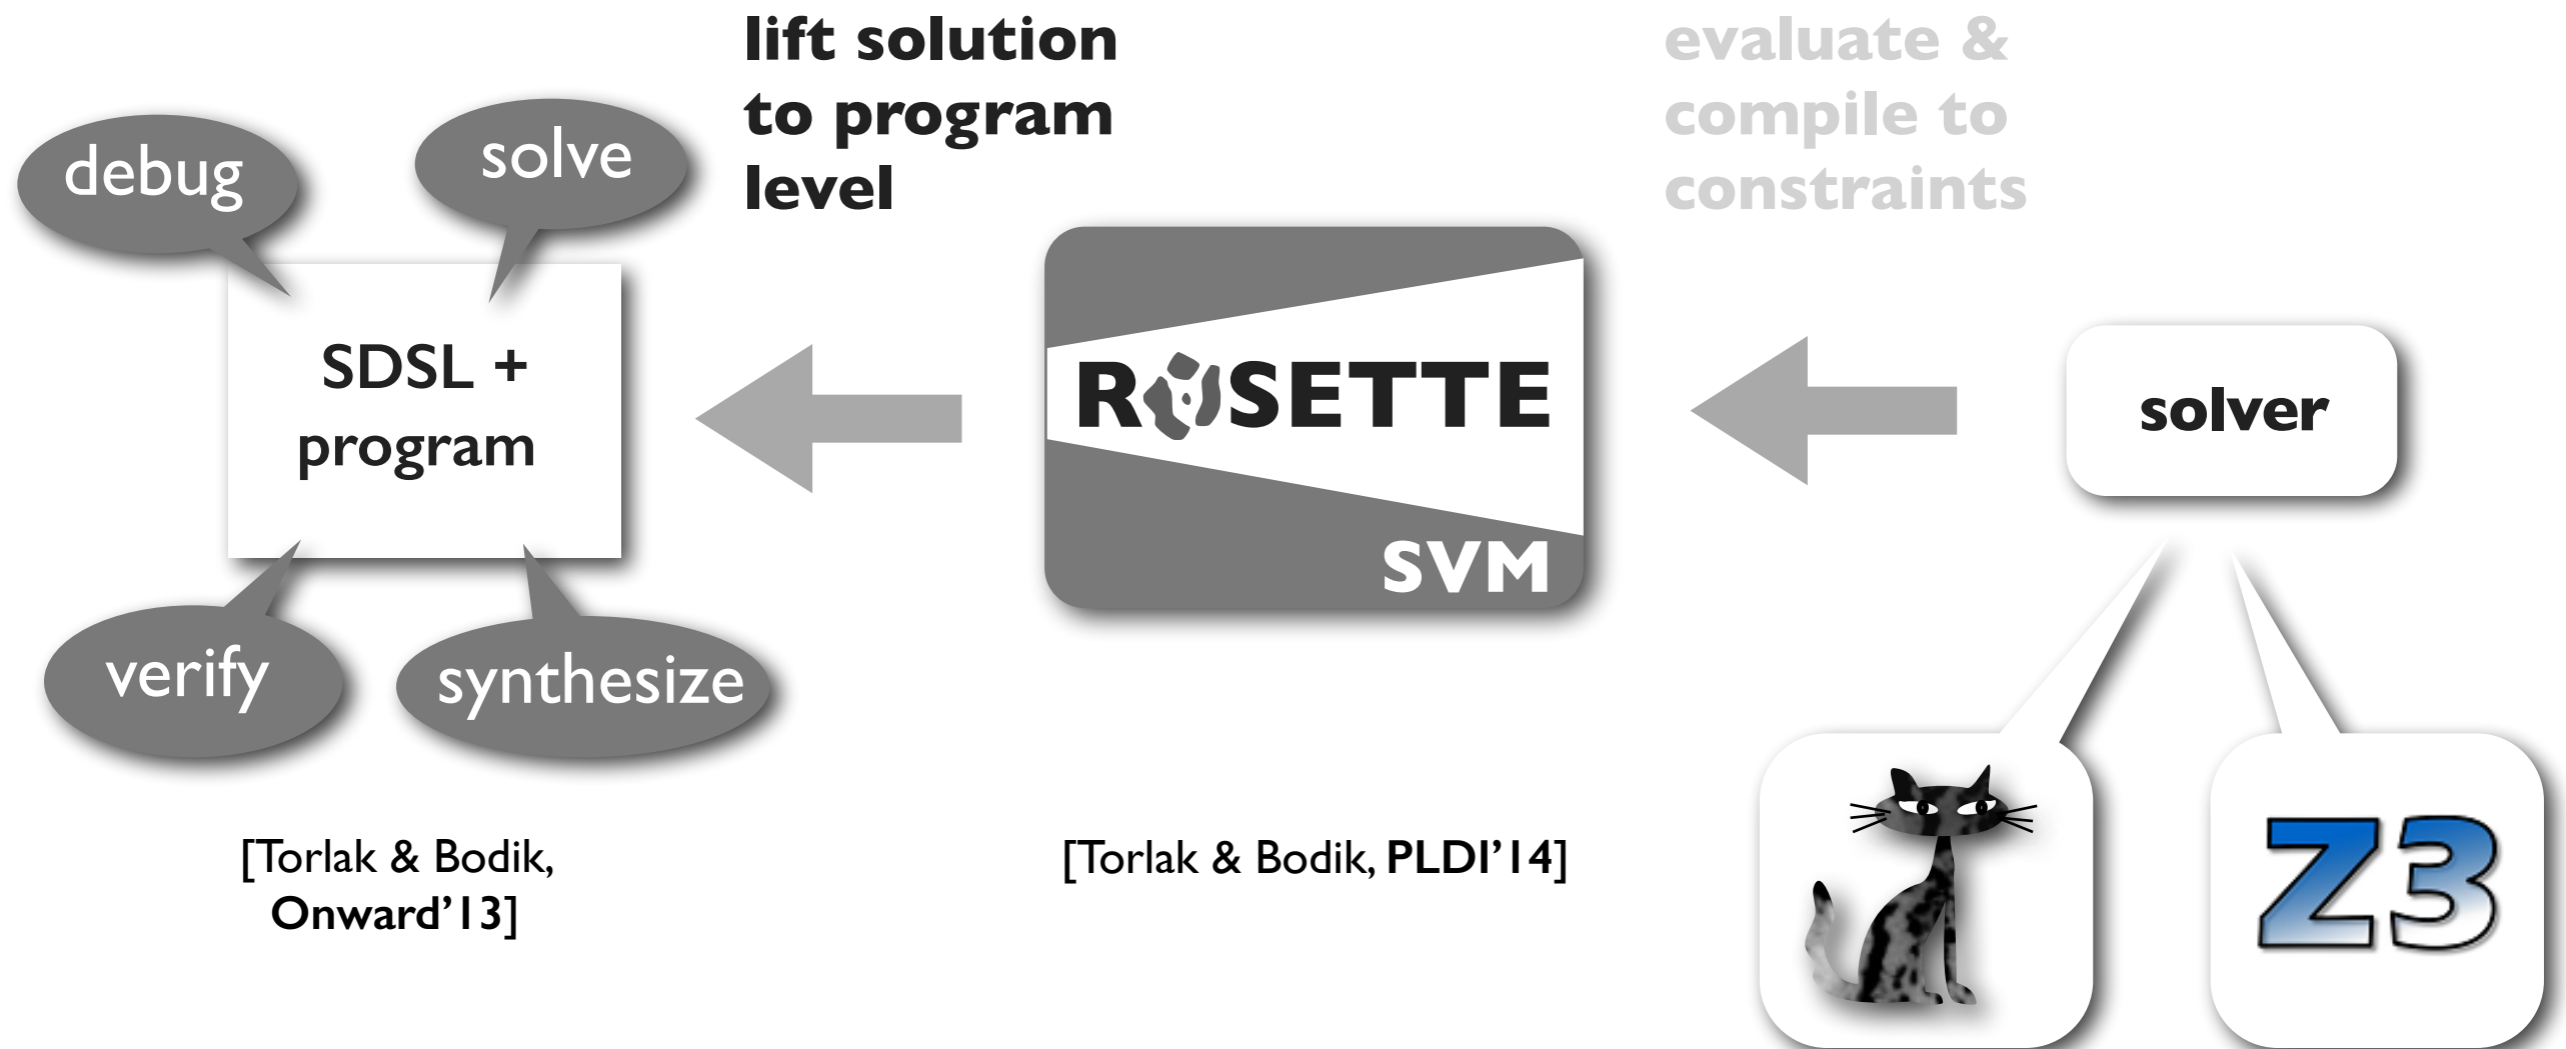 lift solution
to program
level
evaluate &
compile to
constraints
debug
solve
SDSL +
program
verify
synthesize
ROSETTE
SVM
solver
[Torlak & Bodik,
Onward'13]
[Torlak & Bodik, PLDI'14]
Z3